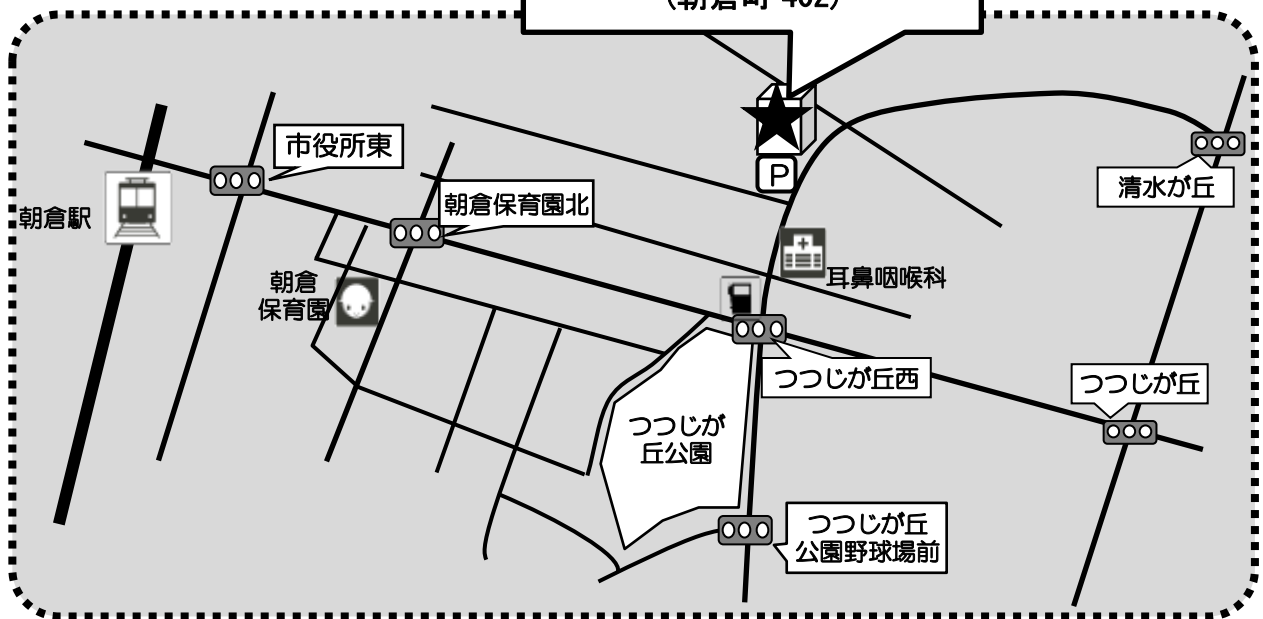 (朝倉町 402)
市役所東
朝倉保育園北
清水が丘
朝倉駅
P
朝倉
保育園
耳鼻咽喉科
つつじが丘西
つつじが丘
つつじが
丘公園
つつじが丘
公園野球場前